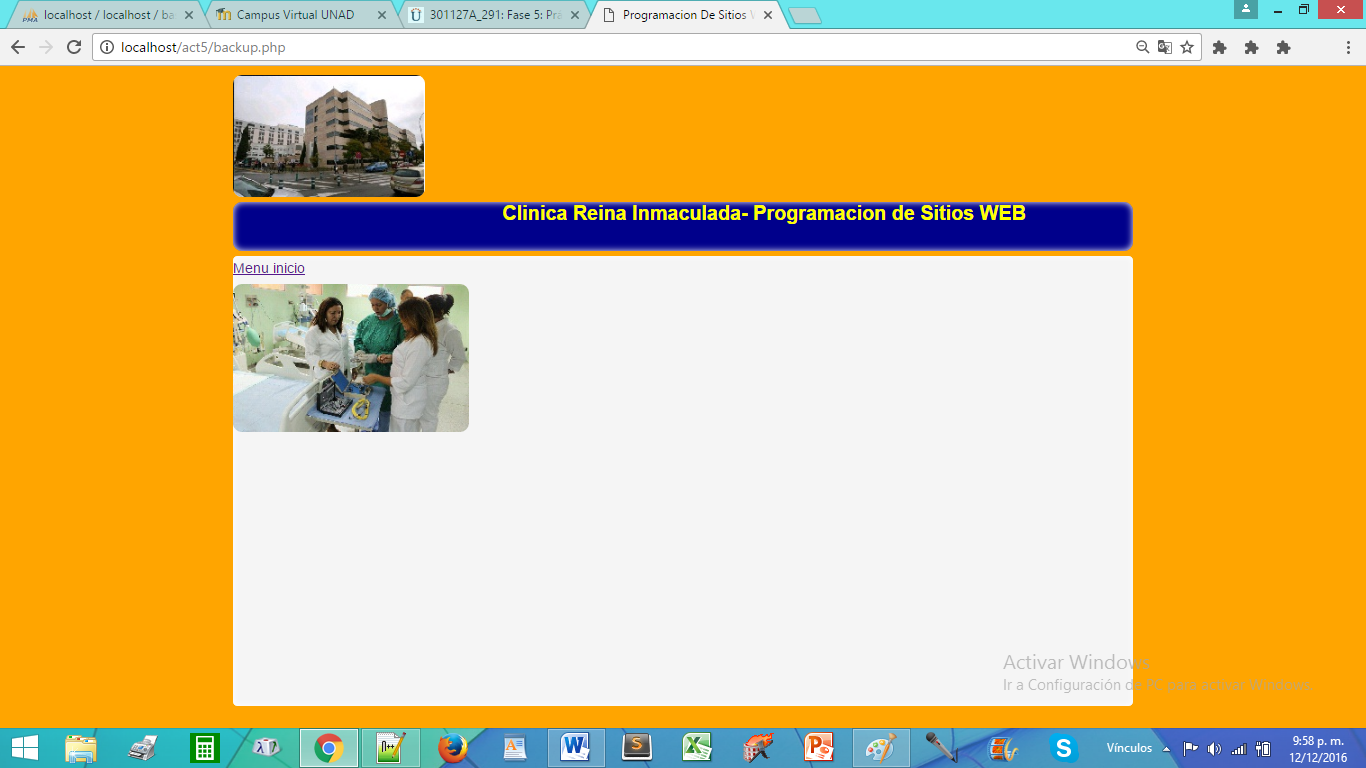 localhost / localhost / ba
Campus Virtual UNAD
301127A_291: Fase 5: Pra
Programacion De Sitios W
localhost/act5/backup.php
Clinica Reina Inmaculada- Programacion de Sitios WEB
Menu inicio
Activar Windows
Ir a Configuración de PC para activar Windows.
Vínculos
9:58 p. m.
12/12/2016